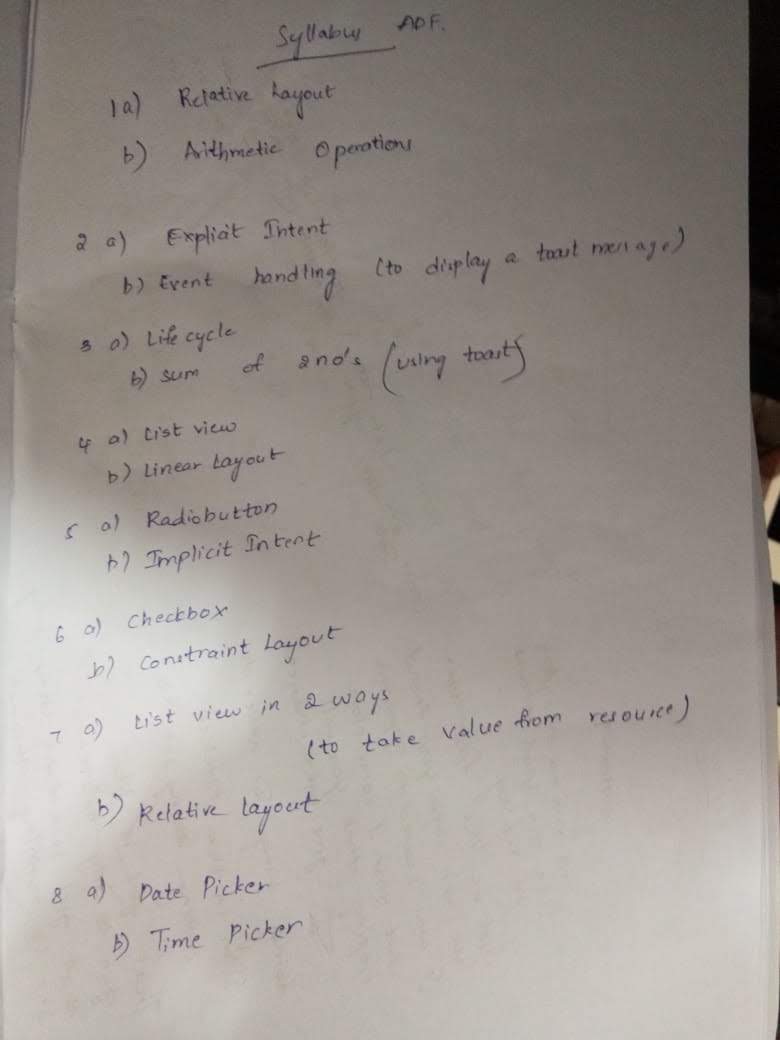 Syllabus ADF.
1a) Relative Layout
b) Arithmetic Operations
2 a) Explicit Intent
b) Event handling (to display a toast message)
3 a) Life cycle
b) sum of 2 no's (using toast)
4 a) List view
b) Linear Layout
5 a) Radiobutton
b) Implicit Intent
6 a) Checkbox
b) Constraint Layout
7 a) List view in 2 ways
(to take value from resource)
b) Relative layout
8 a) Date Picker
b) Time Picker